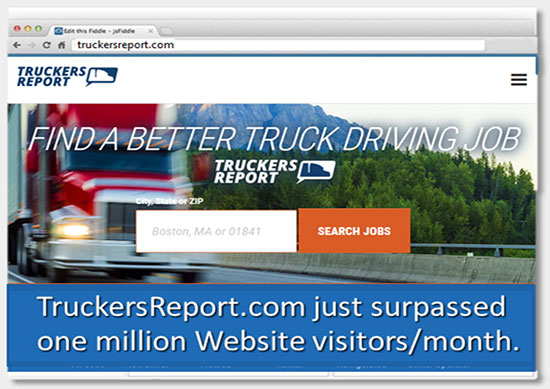 Edit this Fiddle - jsFiddle
truckersreport.com
TRUCKERS
REPORT
FIND A BETTER TRUCK DRIVING JOB
TRUCKERS
REPORT
City, State or ZIP
Boston, MA or 01841
SEARCH JOBS
TruckersReport.com just surpassed
one million Website visitors/month.